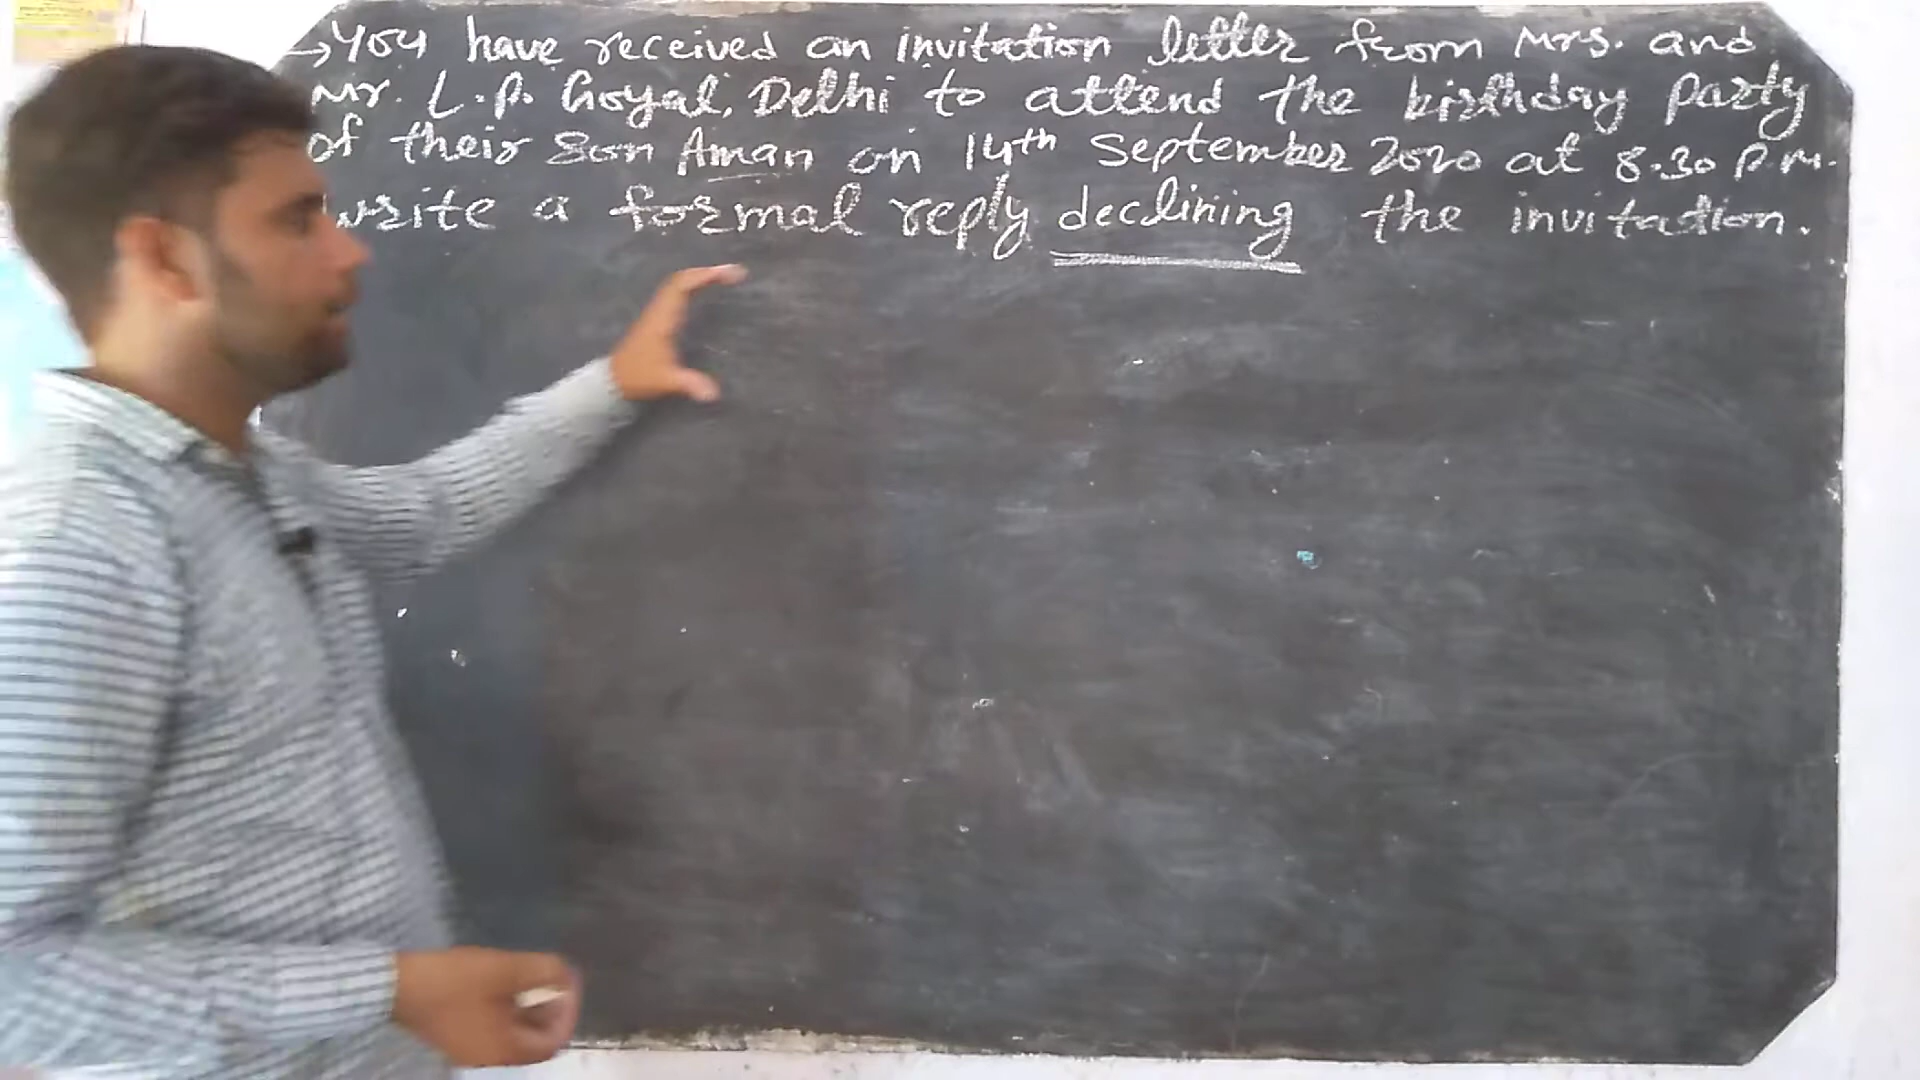 → You have received an invitation letter from Mrs. and
Mr. L.P. Goyal, Delhi to attend the birthday party
of their Son Aman on 14th September 2020 at 8.30 P.M.
write a formal reply declining the invitation.